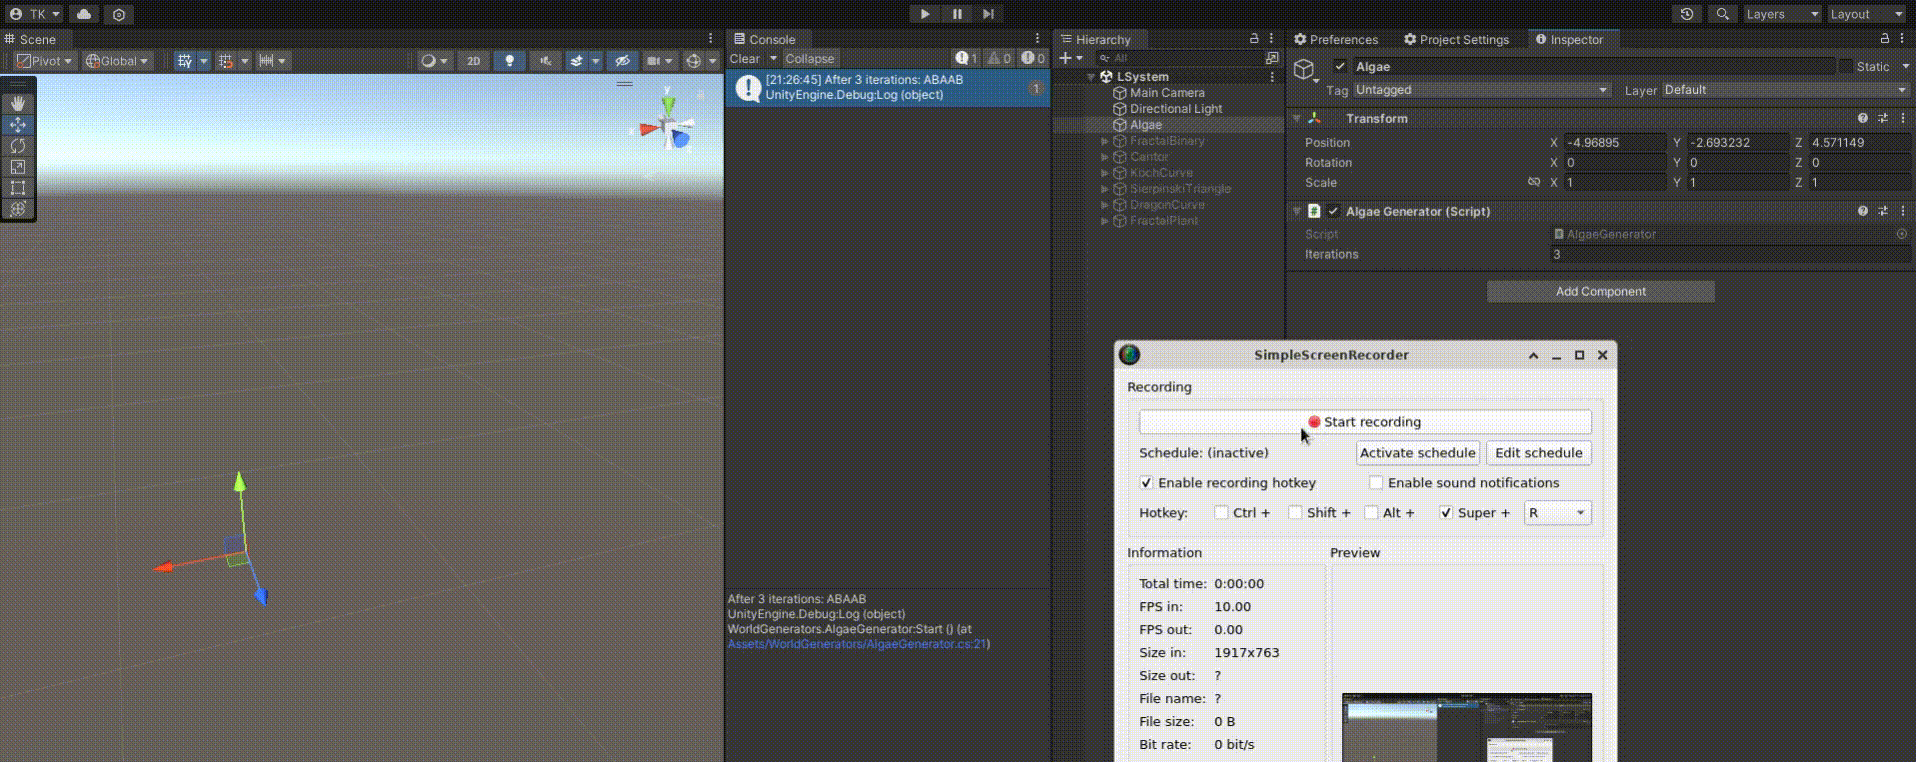 TK
Layers
Layout
Scene
Console
Hierarchy
Preferences
Project Settings
Inspector
Pivot
Global
2D
Clear
Collapse
1
0
0
All
Algae
Static
[21:26:45] After 3 iterations: ABAAB
UnityEngine.Debug:Log (object)
1
LSystem
Main Camera
Directional Light
Algae
FractalBinary
Cantor
KochCurve
SierpinskiTriangle
DragonCurve
FractalPlant
Tag Untagged
Layer Default
Transform
Position X -4.96895 Y -2.693232 Z 4.571149
Rotation X 0 Y 0 Z 0
Scale X 1 Y 1 Z 1
Algae Generator (Script)
Script AlgaeGenerator
Iterations 3
Add Component
y
After 3 iterations: ABAAB
UnityEngine.Debug:Log (object)
WorldGenerators.AlgaeGenerator:Start () (at
Assets/WorldGenerators/AlgaeGenerator.cs:21)
SimpleScreenRecorder
Recording
Start recording
Schedule: (inactive)
Activate schedule
Edit schedule
Enable recording hotkey
Enable sound notifications
Hotkey: Ctrl + Shift + Alt + Super + R
Information
Preview
Total time: 0:00:00
FPS in: 10.00
FPS out: 0.00
Size in: 1917x763
Size out: ?
File name: ?
File size: 0 B
Bit rate: 0 bit/s